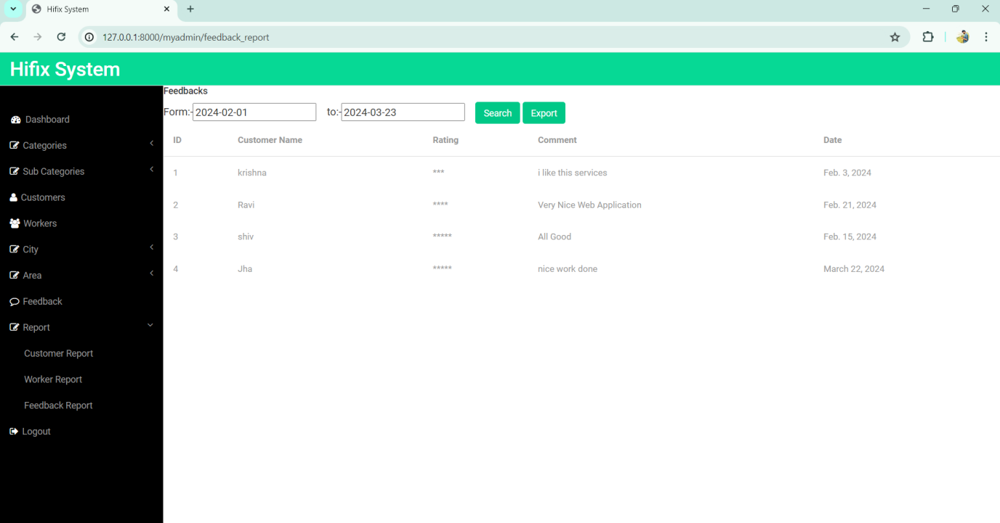 Hifix System
127.0.0.1:8000/myadmin/feedback_report
Hifix System
Dashboard
Categories
Sub Categories
Customers
Workers
City
Area
Feedback
Report
Customer Report
Worker Report
Feedback Report
Logout
Feedbacks
Form:- 2024-02-01 to:- 2024-03-23 Search Export
ID Customer Name Rating Comment Date
1 krishna *** i like this services Feb. 3, 2024
2 Ravi **** Very Nice Web Application Feb. 21, 2024
3 shiv ***** All Good Feb. 15, 2024
4 Jha ***** nice work done March 22, 2024